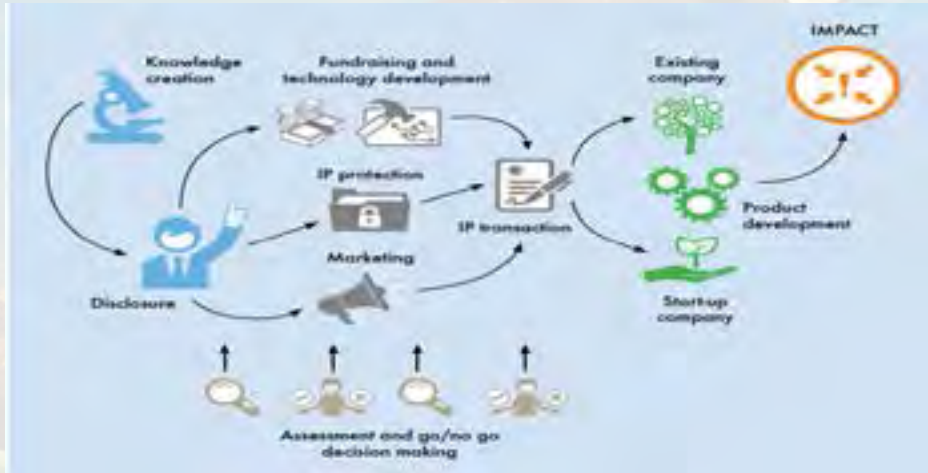 IMPACT
Knowledge
creation
Fundraising and
technology development
Existing
company
IP protection
IP transaction
Product
development
Marketing
Disclosure
Start-up
company
Assessment and go/no go
decision making